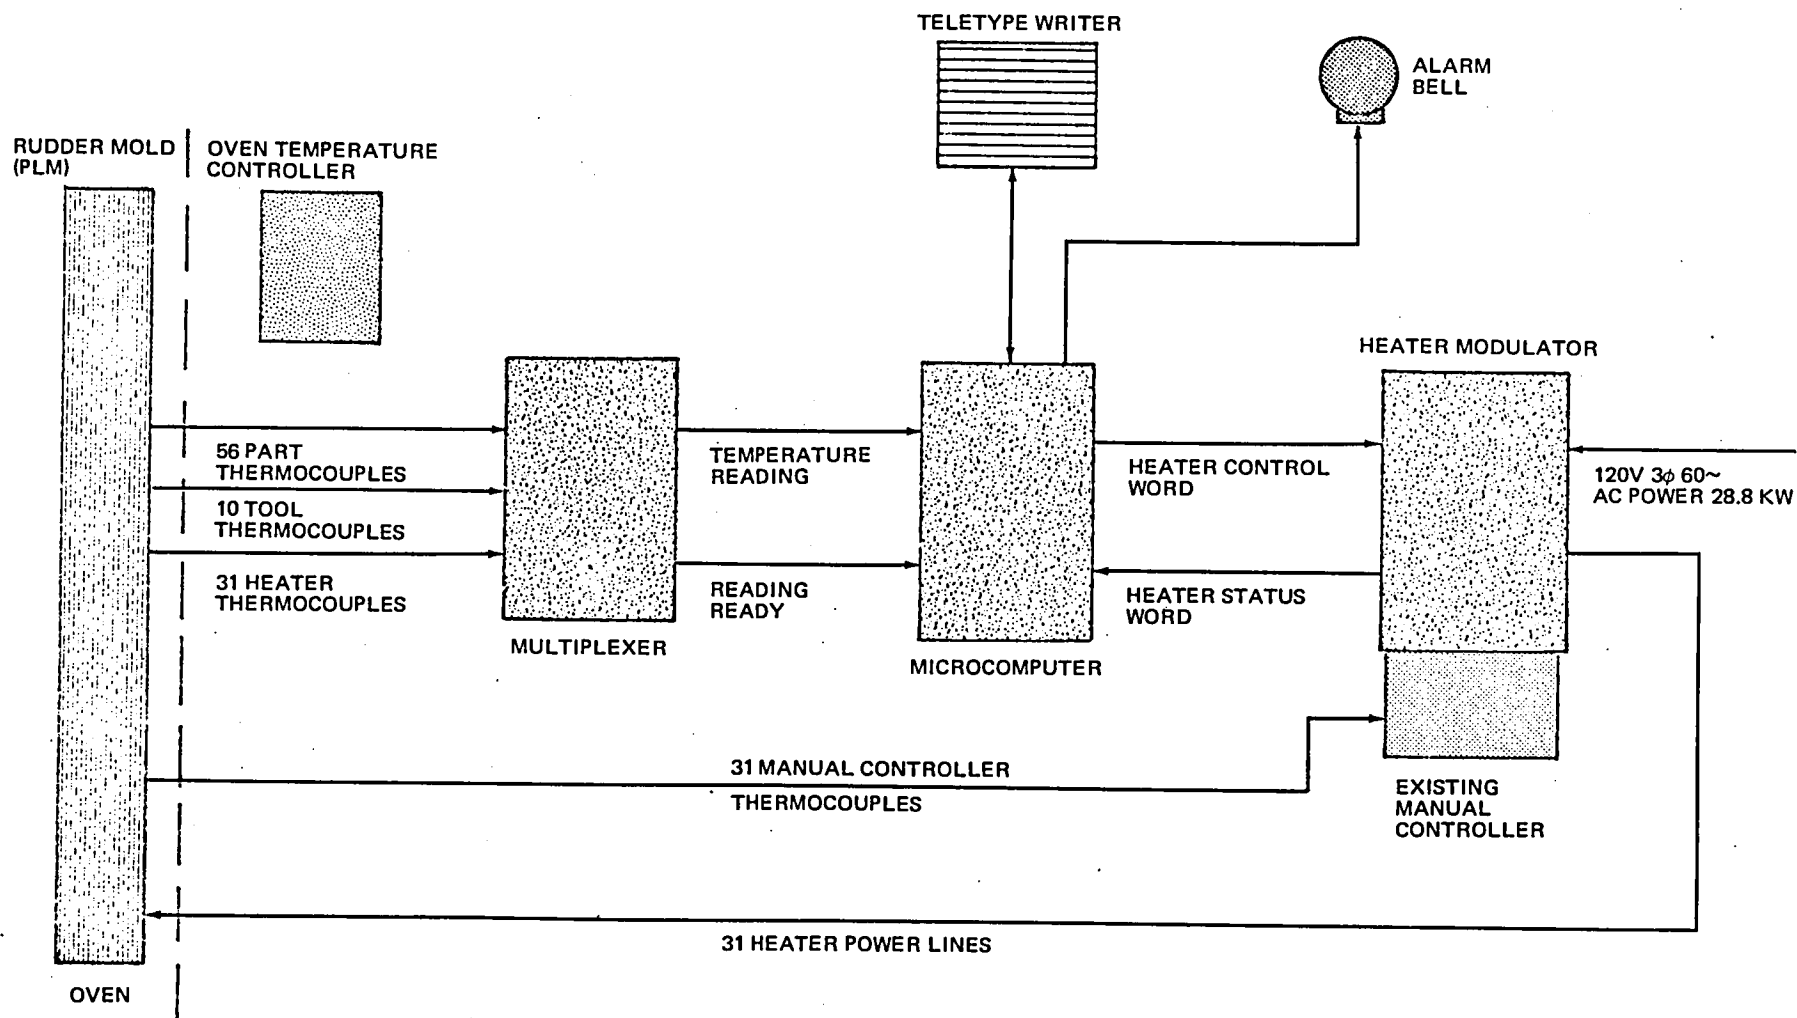 TELETYPE WRITER
ALARM
BELL
RUDDER MOLD
(PLM)
OVEN TEMPERATURE
CONTROLLER
HEATER MODULATOR
56 PART
THERMOCOUPLES
TEMPERATURE
READING
HEATER CONTROL
WORD
120V 3φ 60~
AC POWER 28.8 KW
10 TOOL
THERMOCOUPLES
31 HEATER
THERMOCOUPLES
READING
READY
HEATER STATUS
WORD
MULTIPLEXER
MICROCOMPUTER
31 MANUAL CONTROLLER
THERMOCOUPLES
EXISTING
MANUAL
CONTROLLER
31 HEATER POWER LINES
OVEN